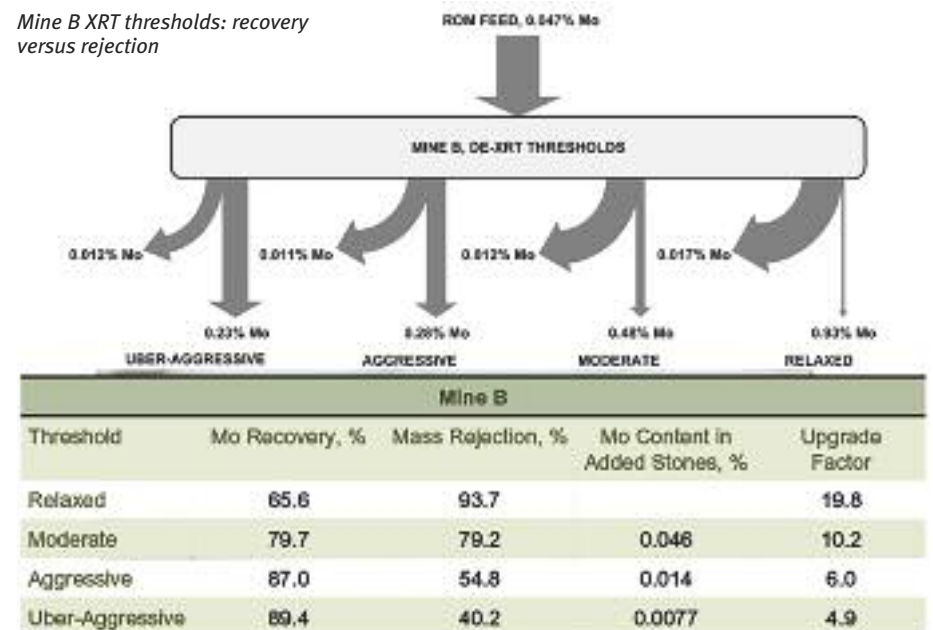 Mine B XRT thresholds: recovery
versus rejection
ROM FEED, 0.047% Mo
MINE B, DE-XRT THRESHOLDS
0.012% Mo 0.011% Mo 0.012% Mo 0.017% Mo
0.23% Mo 0.28% Mo 0.48% Mo 0.93% Mo
UBER-AGGRESSIVE AGGRESSIVE MODERATE RELAXED
Mine B
Threshold Mo Recovery, % Mass Rejection, % Mo Content in Added Stones, % Upgrade Factor
Relaxed 65.6 93.7 19.8
Moderate 79.7 79.2 0.046 10.2
Aggressive 87.0 54.8 0.014 6.0
Uber-Aggressive 89.4 40.2 0.0077 4.9